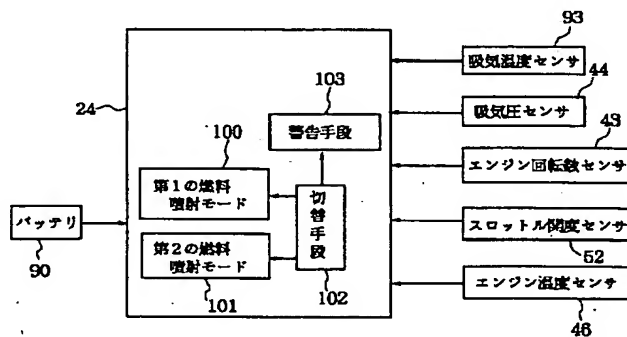 93
吸気温度センサ
44
吸気圧センサ
43
エンジン回転数センサ
スロットル開度センサ
52
エンジン温度センサ
46
24
103
警告手段
100
第1の燃料
噴射モード
切替手段
102
第2の燃料
噴射モード
101
バッテリ
90